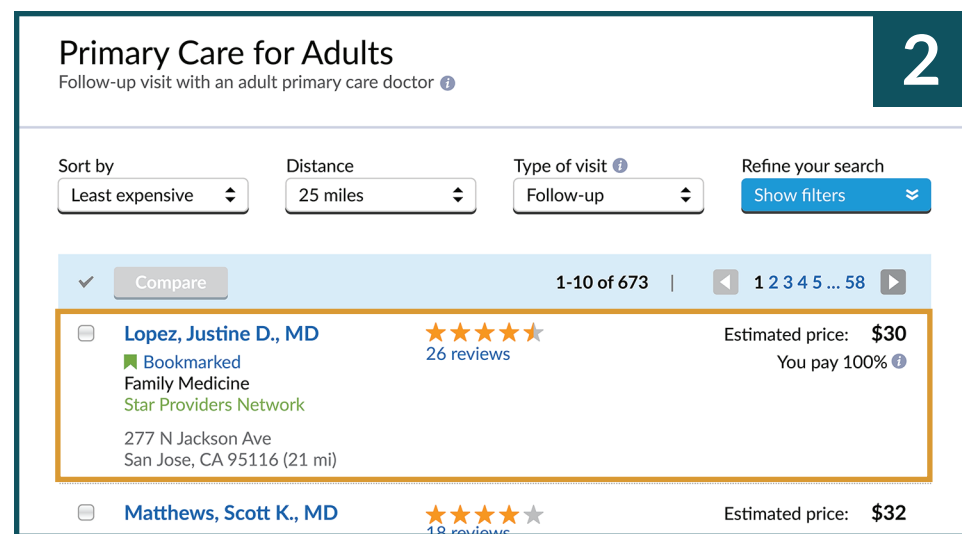 Primary Care for Adults
2
Follow-up visit with an adult primary care doctor i
Sort by
Distance
Type of visit i
Refine your search
Least expensive
25 miles
Follow-up
Show filters
Compare
1-10 of 673 | 1 2 3 4 5 ... 58
Lopez, Justine D., MD
Estimated price: $30
26 reviews
Bookmarked
You pay 100% i
Family Medicine
Star Providers Network
277 N Jackson Ave
San Jose, CA 95116 (21 mi)
Matthews, Scott K., MD
Estimated price: $32
18 reviews